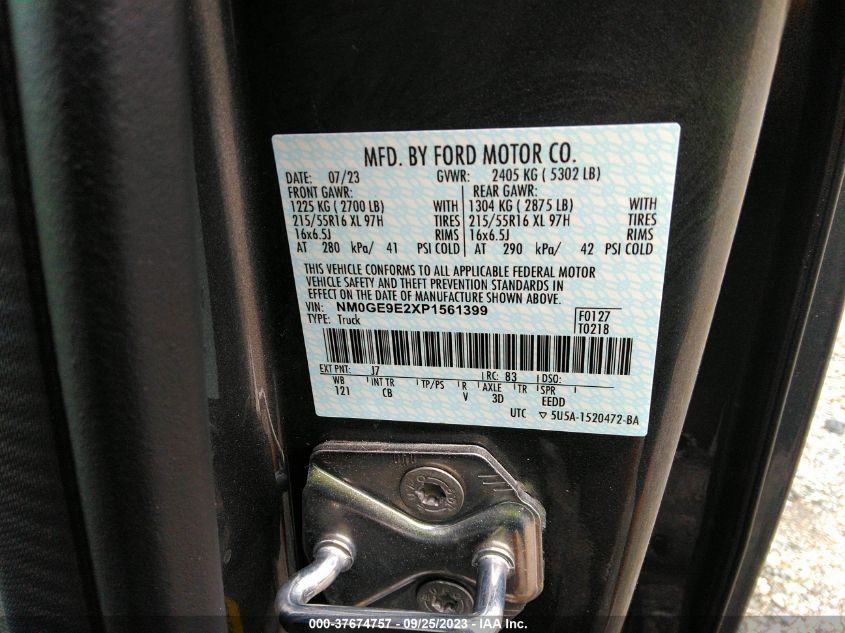 MFD. BY FORD MOTOR CO.
DATE: 07/23 GVWR: 2405 KG ( 5302 LB)
FRONT GAWR: REAR GAWR:
1225 KG ( 2700 LB) WITH 1304 KG ( 2875 LB) WITH
215/55R16 XL 97H TIRES 215/55R16 XL 97H TIRES
16x6.5J RIMS 16x6.5J RIMS
AT 280 kPa/ 41 PSI COLD AT 290 kPa/ 42 PSI COLD
THIS VEHICLE CONFORMS TO ALL APPLICABLE FEDERAL MOTOR
VEHICLE SAFETY AND THEFT PREVENTION STANDARDS IN
EFFECT ON THE DATE OF MANUFACTURE SHOWN ABOVE.
VIN: NM0GE9E2XP1561399 F0127
TYPE: Truck T0218
EXT PNT: J7 RC: 83 DSO:
WB INT TR TP/PS R AXLE TR SPR
121 CB V 3D EEDD
UTC ▽ 5U5A-1520472-BA
000-37674757 - 09/25/2023 - IAA Inc.